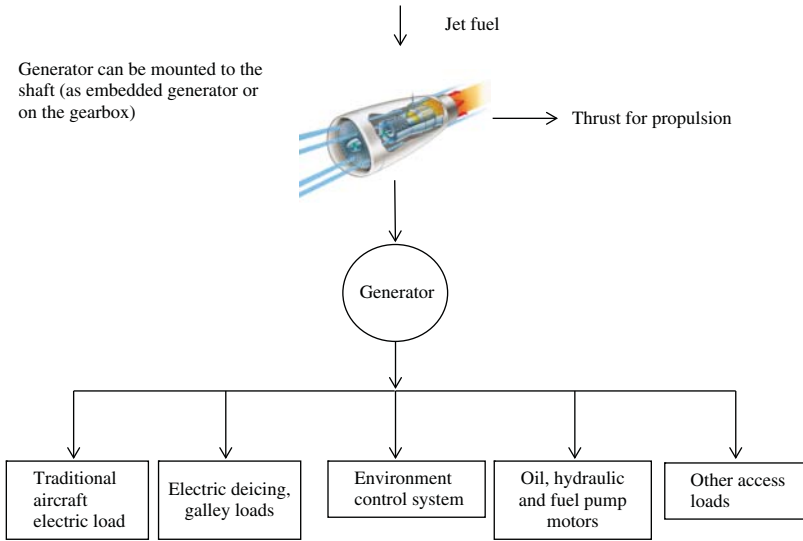 Jet fuel
Generator can be mounted to the
shaft (as embedded generator or
on the gearbox)
Thrust for propulsion
Generator
Traditional
aircraft
electric load
Electric deicing,
galley loads
Environment
control system
Oil, hydraulic
and fuel pump
motors
Other access
loads